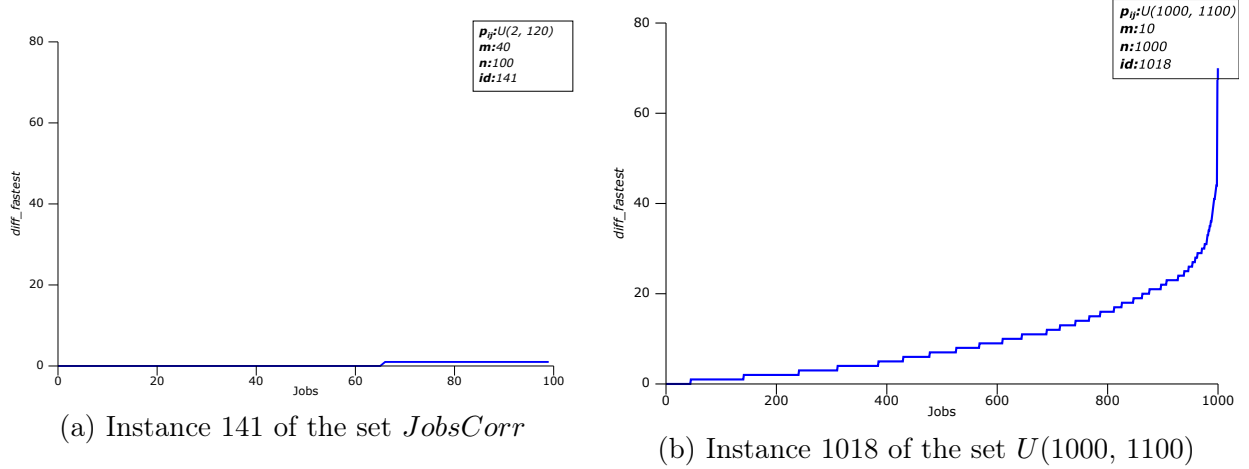 80
60
40
20
0
diff_fastest
0
20
40
60
80
100
Jobs
p_ij:U(2, 120)
m:40
n:100
id:141
(a) Instance 141 of the set JobsCorr
80
60
40
20
0
diff_fastest
0
200
400
600
800
1000
Jobs
p_ij:U(1000, 1100)
m:10
n:1000
id:1018
(b) Instance 1018 of the set U(1000, 1100)